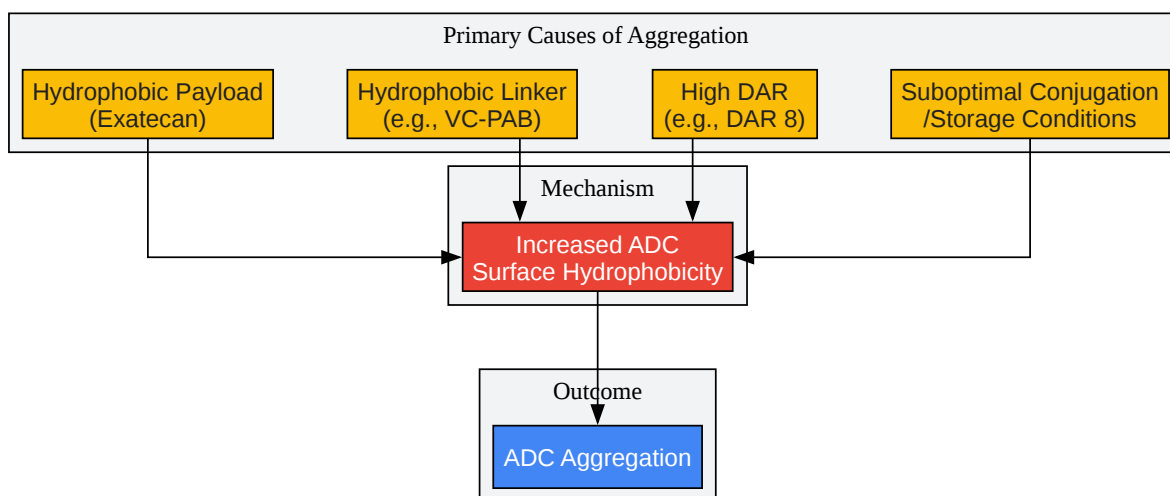 Primary Causes of Aggregation
Hydrophobic Payload
(Exatecan)
Hydrophobic Linker
(e.g., VC-PAB)
High DAR
(e.g., DAR 8)
Suboptimal Conjugation
/Storage Conditions
Mechanism
Increased ADC
Surface Hydrophobicity
Outcome
ADC Aggregation